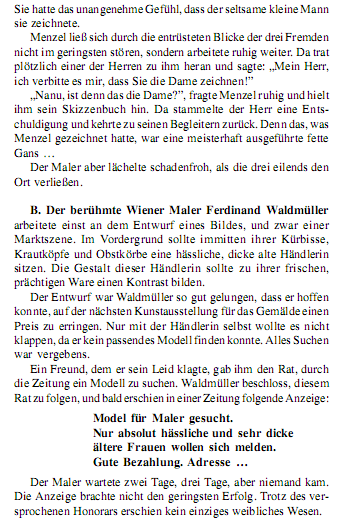 Sie hatte das unangenehme Gefühl, dass der seltsame kleine Mann
sie zeichnete.
Menzel ließ sich durch die entrüsteten Blicke der drei Fremden
nicht im geringsten stören, sondern arbeitete ruhig weiter. Da trat
plötzlich einer der Herren zu ihm heran und sagte: „Mein Herr,
ich verbitte es mir, dass Sie die Dame zeichnen!”
„Nanu, ist denn das die Dame?”, fragte Menzel ruhig und hielt
ihm sein Skizzenbuch hin. Da stammelte der Herr eine Ents-
chuldigung und kehrte zu seinen Begleitern zurück. Denn das, was
Menzel gezeichnet hatte, war eine meisterhaft ausgeführte fette
Gans ...
Der Maler aber lächelte schadenfroh, als die drei eilends den
Ort verließen.
B. Der berühmte Wiener Maler Ferdinand Waldmüller
arbeitete einst an dem Entwurf eines Bildes, und zwar einer
Marktszene. Im Vordergrund sollte immitten ihrer Kürbisse,
Krautköpfe und Obstkörbe eine hässliche, dicke alte Händlerin
sitzen. Die Gestalt dieser Händlerin sollte zu ihrer frischen,
prächtigen Ware einen Kontrast bilden.
Der Entwurf war Waldmüller so gut gelungen, dass er hoffen
konnte, auf der nächsten Kunstausstellung für das Gemälde einen
Preis zu erringen. Nur mit der Händlerin selbst wollte es nicht
klappen, da er kein passendes Modell finden konnte. Alles Suchen
war vergebens.
Ein Freund, dem er sein Leid klagte, gab ihm den Rat, durch
die Zeitung ein Modell zu suchen. Waldmüller beschloss, diesem
Rat zu folgen, und bald erschien in einer Zeitung folgende Anzeige:
Model für Maler gesucht.
Nur absolut hässliche und sehr dicke
ältere Frauen wollen sich melden.
Gute Bezahlung. Adresse ...
Der Maler wartete zwei Tage, drei Tage, aber niemand kam.
Die Anzeige brachte nicht den geringsten Erfolg. Trotz des ver-
sprochenen Honorars erschien kein einziges weibliches Wesen.